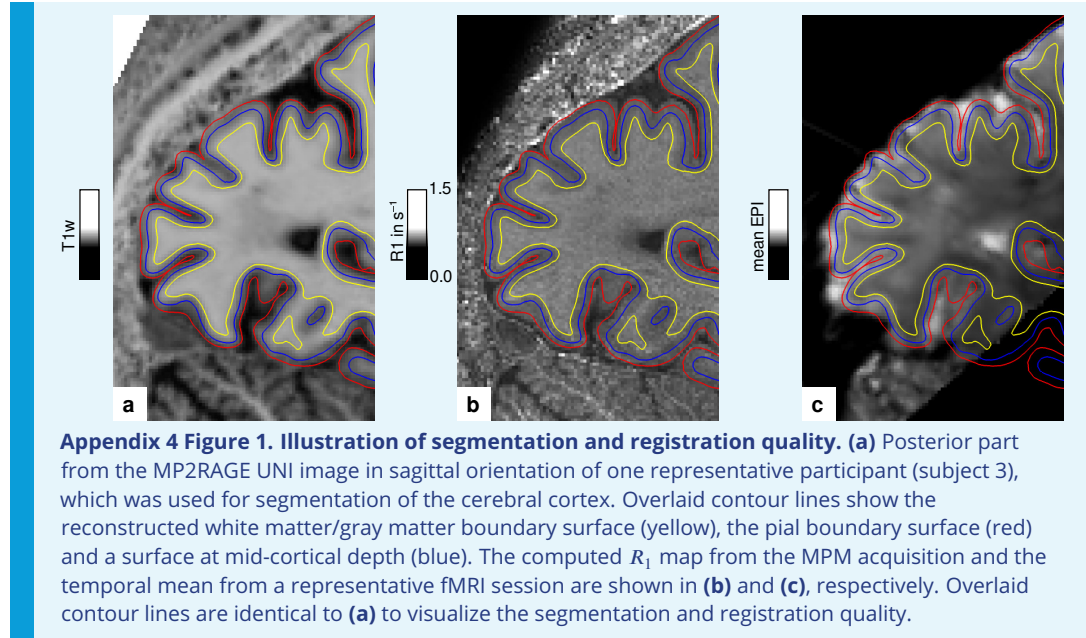 T1w
a
R1 in s⁻¹
1.5
0.0
b
mean EPI
c
Appendix 4 Figure 1. Illustration of segmentation and registration quality. (a) Posterior part
from the MP2RAGE UNI image in sagittal orientation of one representative participant (subject 3),
which was used for segmentation of the cerebral cortex. Overlaid contour lines show the
reconstructed white matter/gray matter boundary surface (yellow), the pial boundary surface (red)
and a surface at mid-cortical depth (blue). The computed R₁ map from the MPM acquisition and the
temporal mean from a representative fMRI session are shown in (b) and (c), respectively. Overlaid
contour lines are identical to (a) to visualize the segmentation and registration quality.